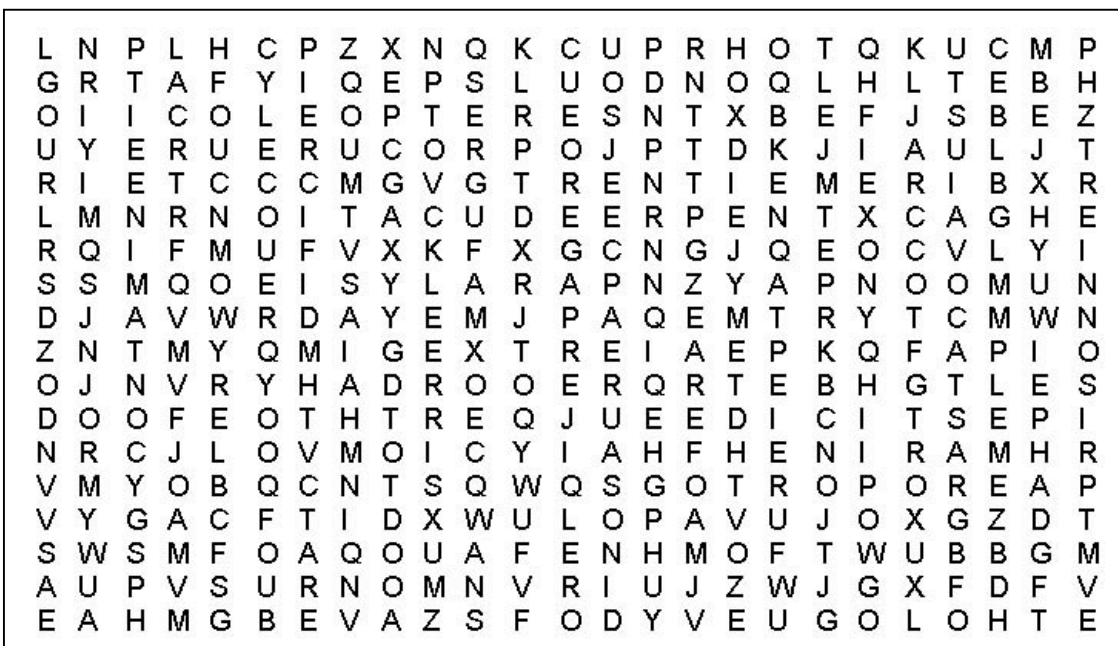 L N P L H C P Z X N Q K C U P R H O T Q K U C M P
G R T A F Y I Q E P S L U O D N O Q L H L T E B H
O I I C O L E O P T E R E S N T X B E F J S B E Z
U Y E R U E R U C O R P O J P T D K J I A U L J T
R I E T C C C M G V G T R E N T I E M E R I B X R
L M N R N O I T A C U D E E R P E N T X C A G H E
R Q I F M U F V X K F X G C N G J Q E O C V L Y I
S S M Q O E I S Y L A R A P N Z Y A P N O O M U N
D J A V W R D A Y E M J P A Q E M T R Y T C M W N
Z N T M Y Q M I G E X T R E I A E P K Q F A P I O
O J N V R Y H A D R O O E R Q R T E B H G T L E S
D O O F E O T H T R E Q J U E E D I C I T S E P I
N R C J L O V M O I C Y I A H F H E N I R A M H R
V M Y O B Q C N T S Q W Q S G O T R O P O R E A P
V Y G A C F T I D X W U L O P A V U J O X G Z D T
S W S M F O A Q O U A F E N H M O F T W U B B G M
A U P V S U R N O M N V R I U J Z W J G X F D F V
E A H M G B E V A Z S F O D Y V E U G O L O H T E